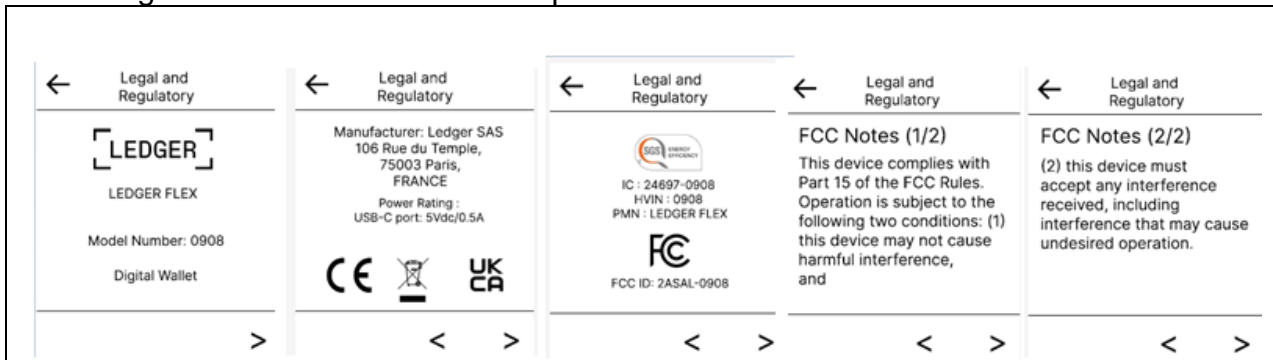 ←
Legal and
Regulatory
LEDGER
LEDGER FLEX
Model Number: 0908
Digital Wallet
>
←
Legal and
Regulatory
Manufacturer: Ledger SAS
106 Rue du Temple,
75003 Paris,
FRANCE
Power Rating :
USB-C port: 5Vdc/0.5A
CE
UK
CA
< >
←
Legal and
Regulatory
SGS ENERGY
EFFICIENCY
IC : 24697-0908
HVIN : 0908
PMN : LEDGER FLEX
FC
FCC ID: 2ASAL-0908
< >
←
Legal and
Regulatory
FCC Notes (1/2)
This device complies with
Part 15 of the FCC Rules.
Operation is subject to the
following two conditions: (1)
this device may not cause
harmful interference,
and
< >
←
Legal and
Regulatory
FCC Notes (2/2)
(2) this device must
accept any interference
received, including
interference that may cause
undesired operation.
< >